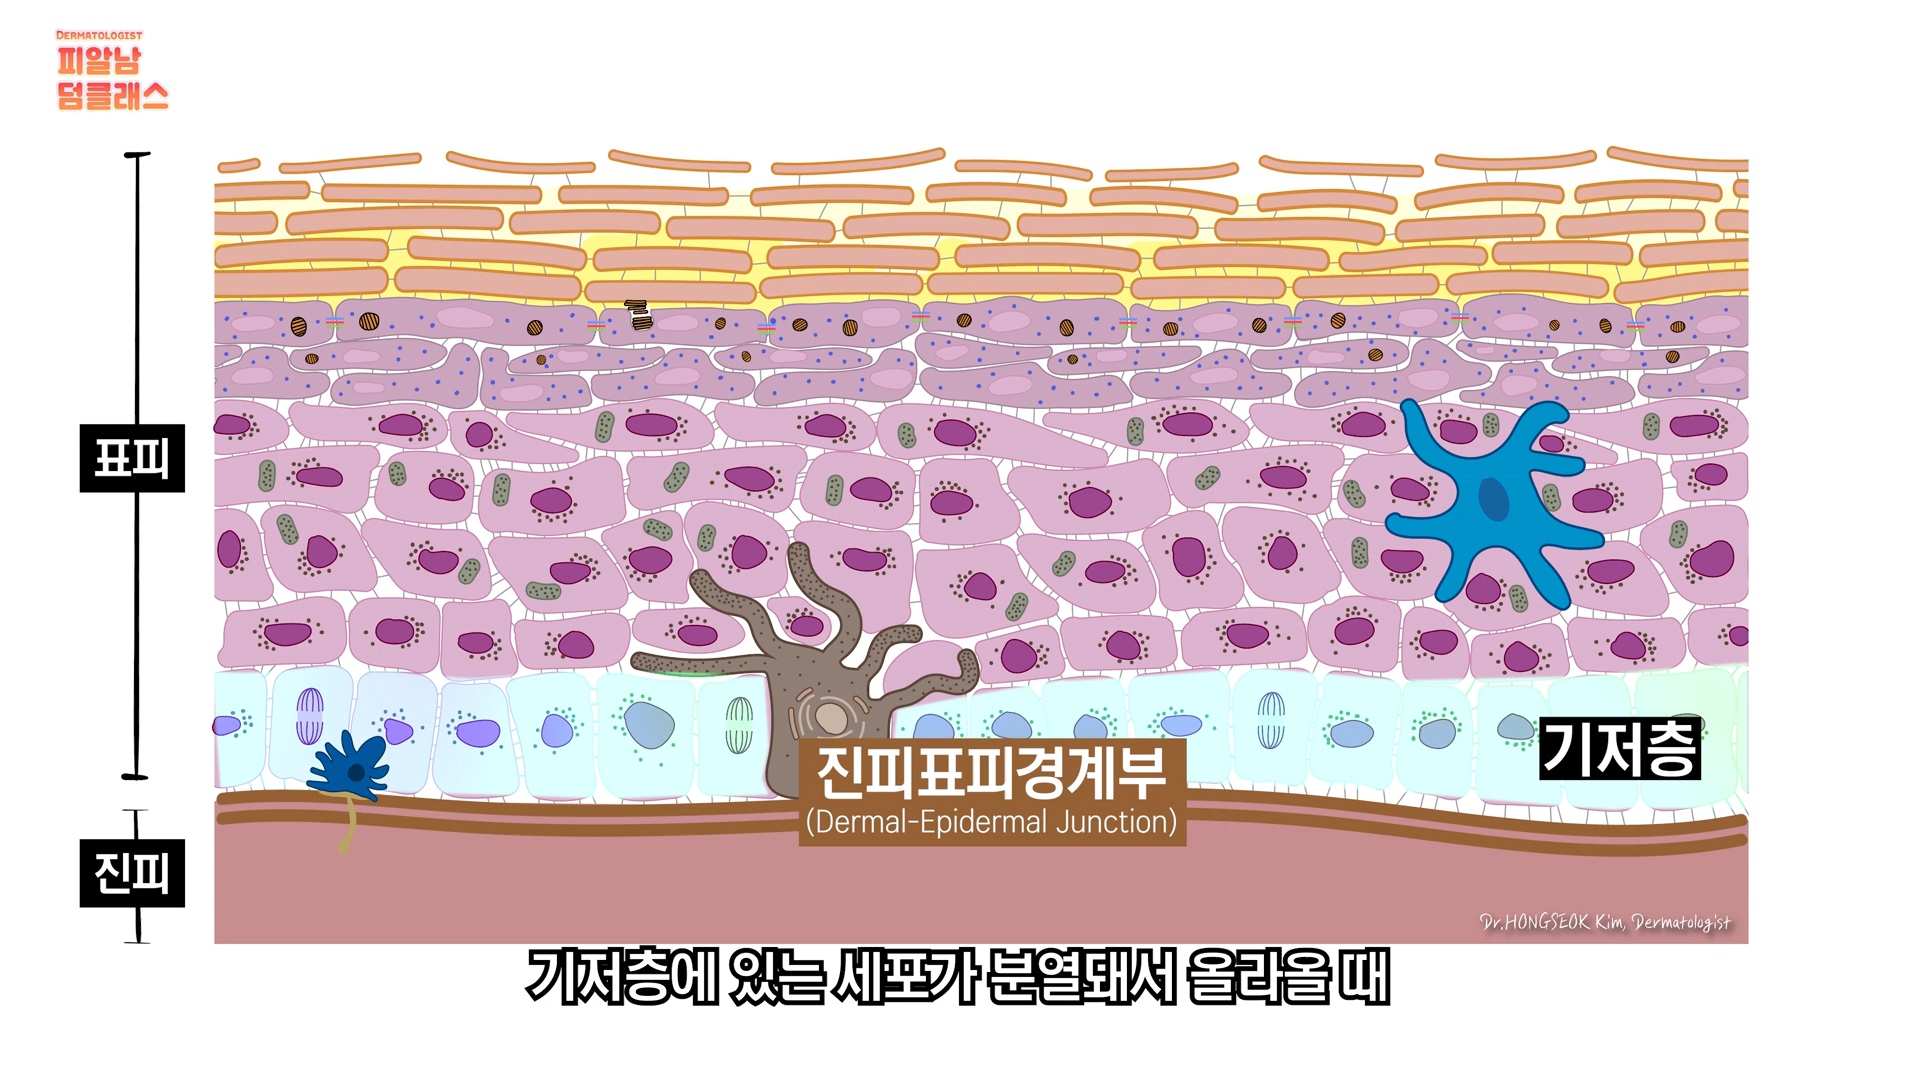 DERMATOLOGIST
피알남
덤클래스
표피
기저층
진피표피경계부
(Dermal-Epidermal Junction)
진피
Dr.HONGSEOK Kim, Dermatologist
기저층에 있는 세포가 분열돼서 올라올 때